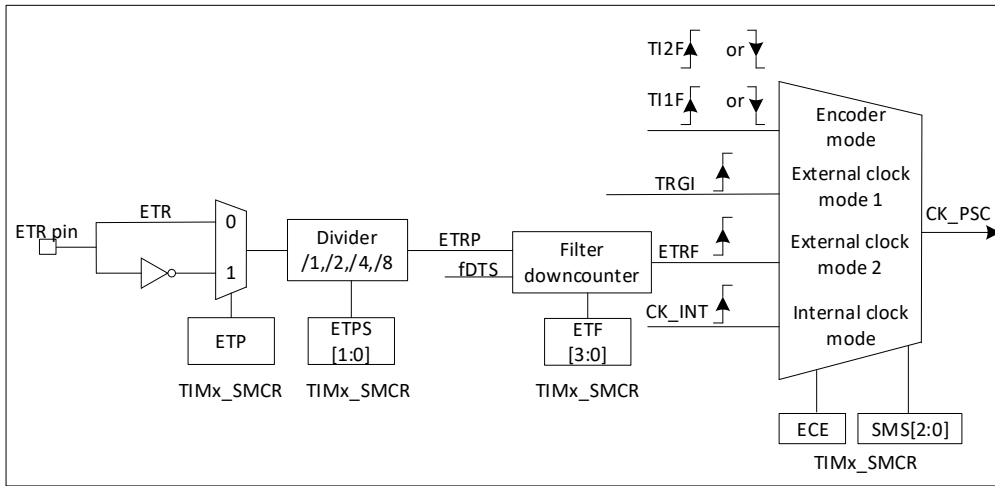 TI2F or
TI1F or
Encoder
mode
TRGI
External clock
mode 1
CK_PSC
ETR pin
ETR
0
1
Divider
/1,/2,/4,/8
ETRP
fDTS
Filter
downcounter
ETRF
External clock
mode 2
CK_INT
Internal clock
mode
ETP
ETPS
[1:0]
ETF
[3:0]
TIMx_SMCR
TIMx_SMCR
TIMx_SMCR
ECE
SMS[2:0]
TIMx_SMCR